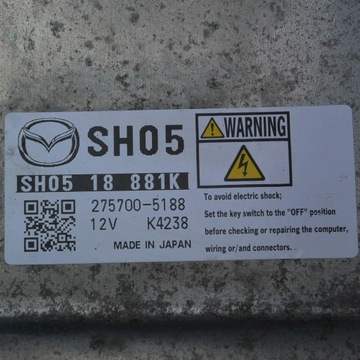 SH05
WARNING
SH05 18 881K
275700-5188
12V K4238
MADE IN JAPAN
To avoid electric shock;
Set the key switch to the "OFF" position
before checking or repairing the computer,
wiring or/and connectors.